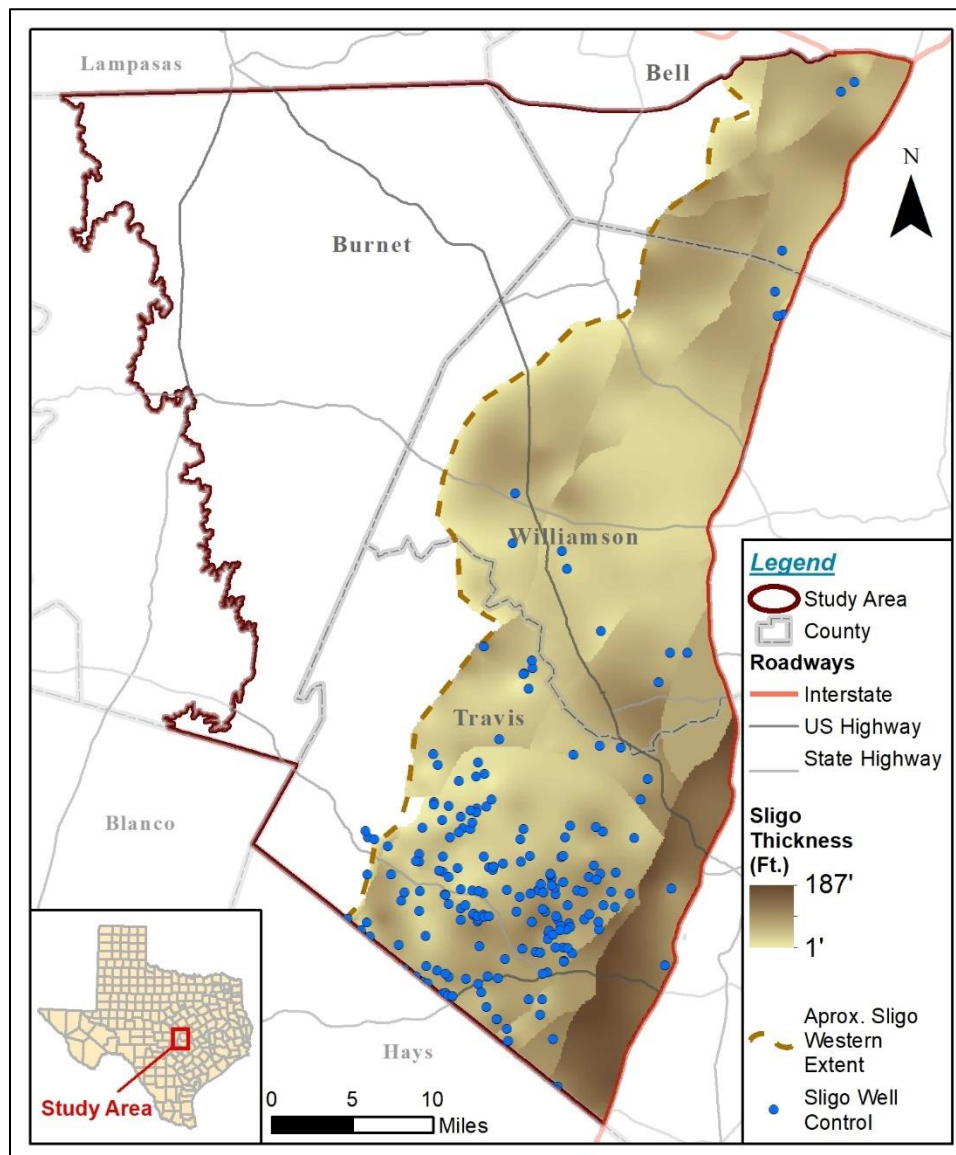 Lampasas
Bell
N
Burnet
Williamson
Travis
Blanco
Hays
Legend
Study Area
County
Roadways
Interstate
US Highway
State Highway
Sligo
Thickness
(Ft.)
187'
1'
Aprox. Sligo
Western
Extent
Sligo Well
Control
Study Area
0 5 10
Miles